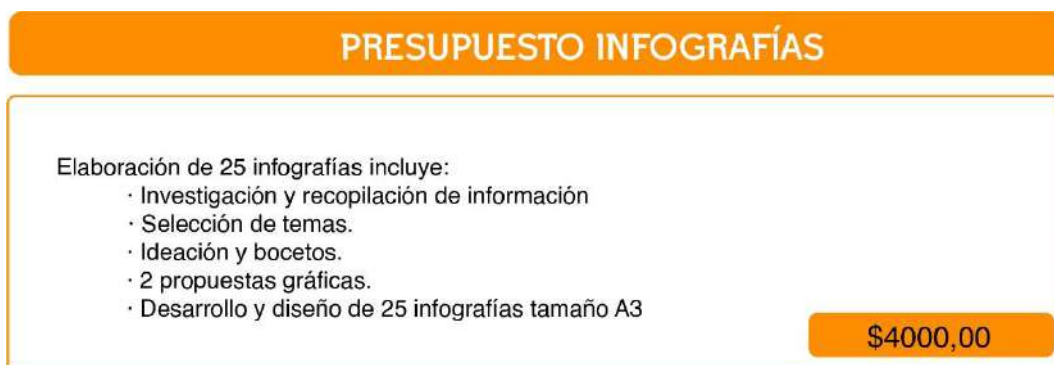 PRESUPUESTO INFOGRAFÍAS
Elaboración de 25 infografías incluye:
· Investigación y recopilación de información
· Selección de temas.
· Ideación y bocetos.
· 2 propuestas gráficas.
· Desarrollo y diseño de 25 infografías tamaño A3
$4000,00